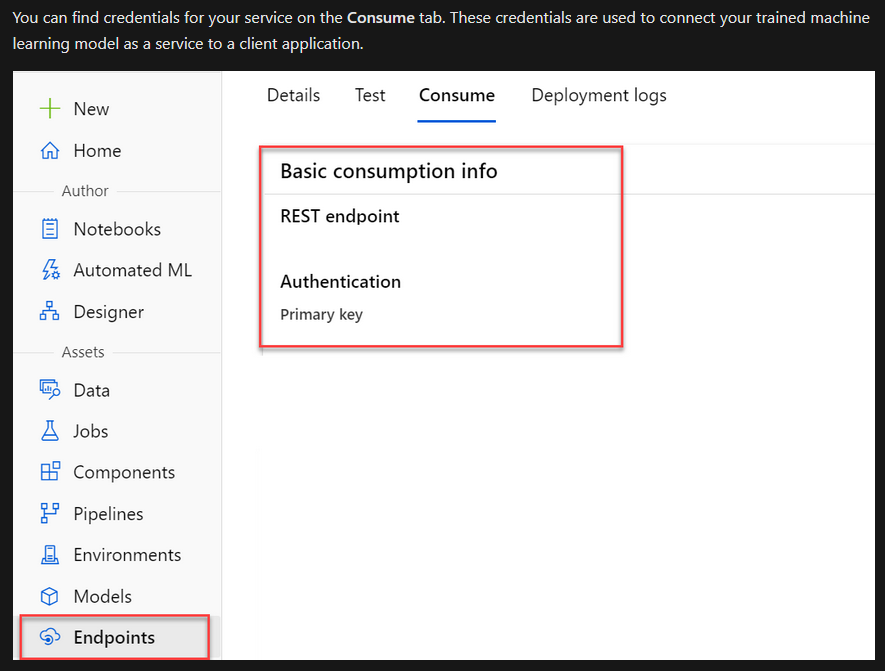 You can find credentials for your service on the Consume tab. These credentials are used to connect your trained machine
learning model as a service to a client application.
New
Home
Author
Notebooks
Automated ML
Designer
Assets
Data
Jobs
Components
Pipelines
Environments
Models
Endpoints
Details Test Consume Deployment logs
Basic consumption info
REST endpoint
Authentication
Primary key